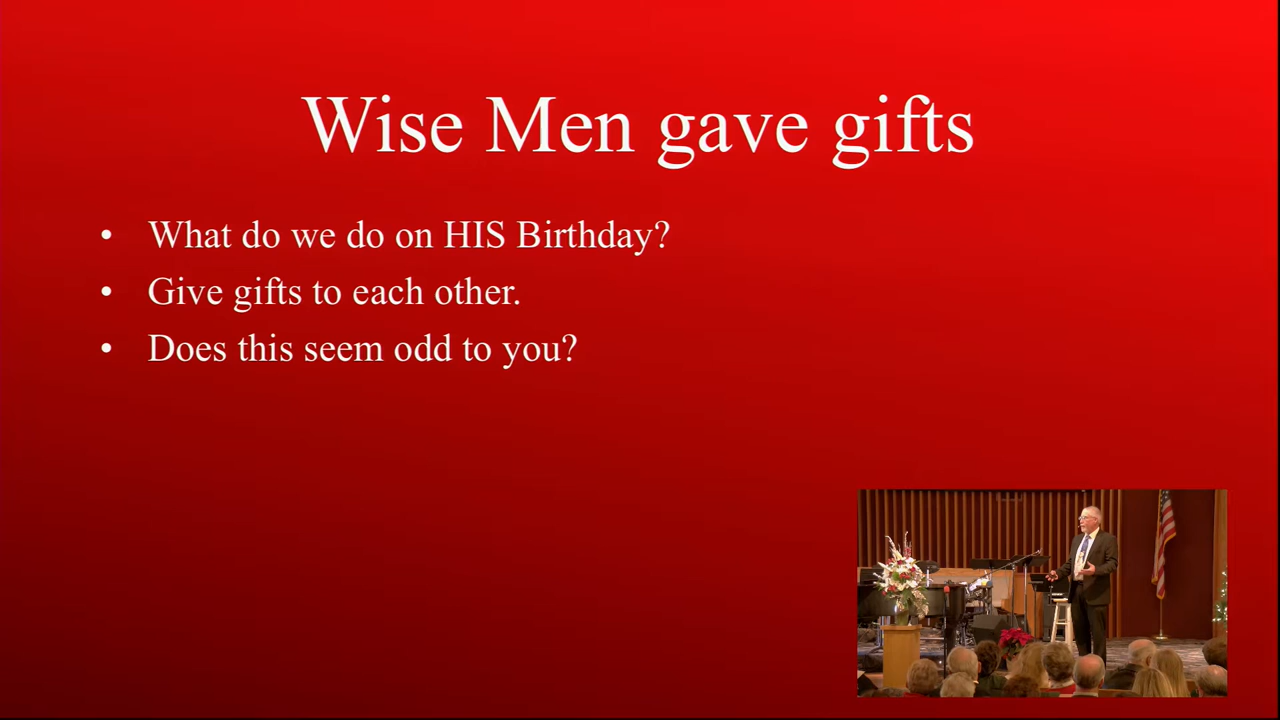 Wise Men gave gifts
• What do we do on HIS Birthday?
• Give gifts to each other.
• Does this seem odd to you?